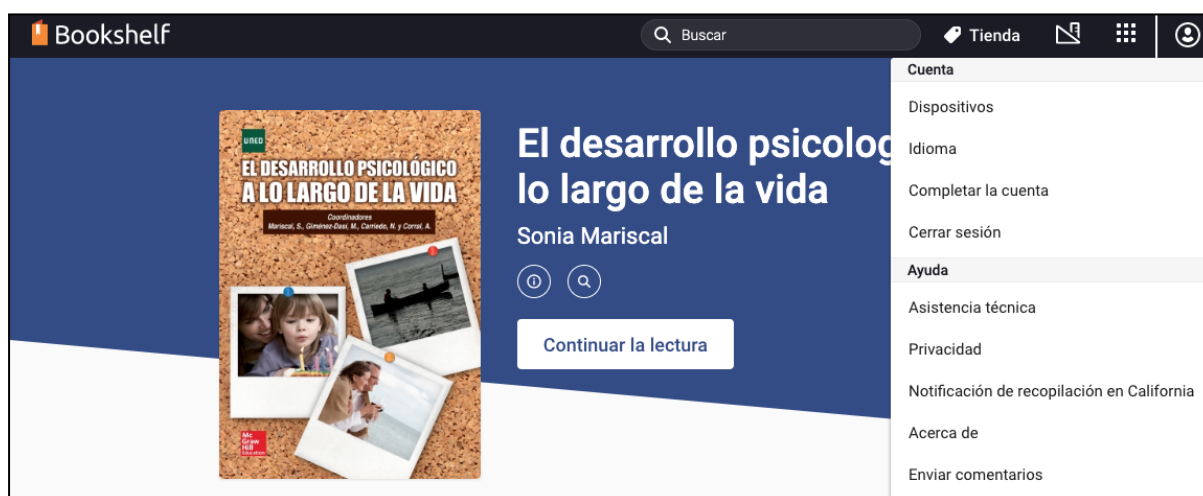 Bookshelf
Buscar
Tienda
Cuenta
Dispositivos
Idioma
Completar la cuenta
Cerrar sesión
Ayuda
Asistencia técnica
Privacidad
Notificación de recopilación en California
Acerca de
Enviar comentarios
UNED
EL DESARROLLO PSICOLÓGICO
A LO LARGO DE LA VIDA
Coordinadores
Mariscal, S., Giménez-Dasí, M., Carriedo, N. y Corral, A.
Mc
Graw
Hill
Education
El desarrollo psicolog
lo largo de la vida
Sonia Mariscal
Continuar la lectura